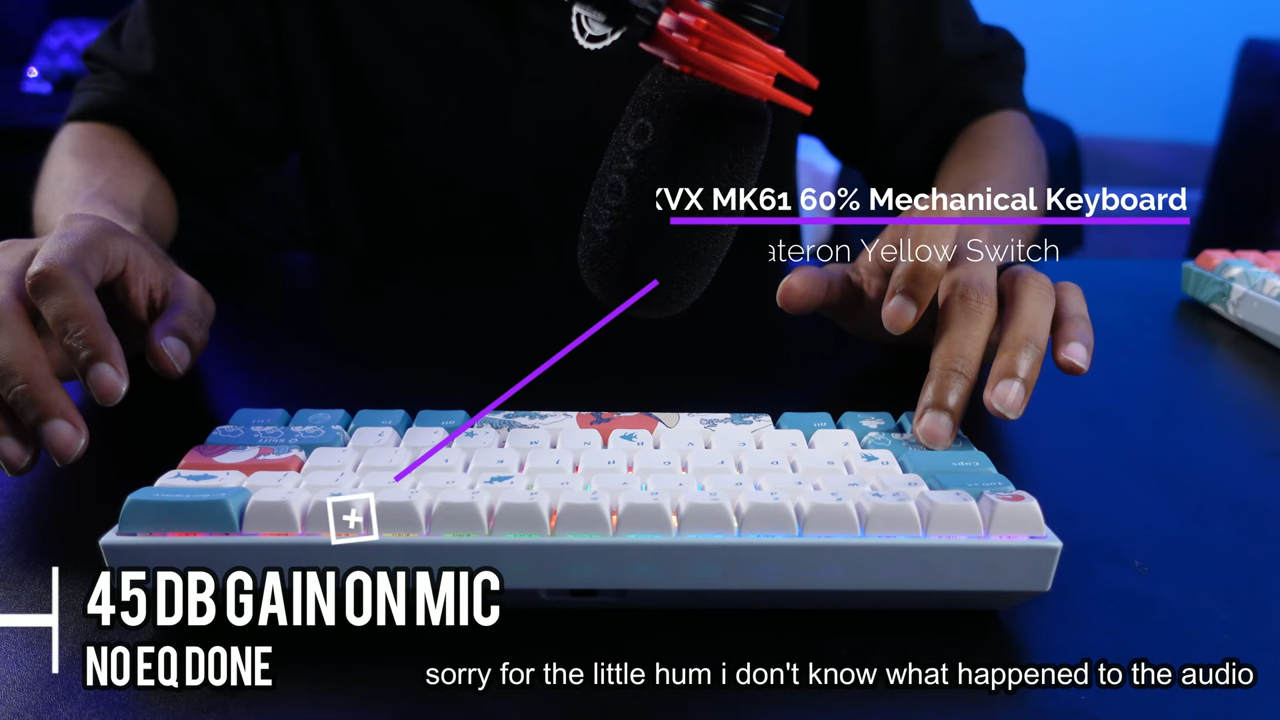 VX MK61 60% Mechanical Keyboard
ateron Yellow Switch
45 DB GAIN ON MIC
NO EQ DONE
sorry for the little hum i don't know what happened to the audio